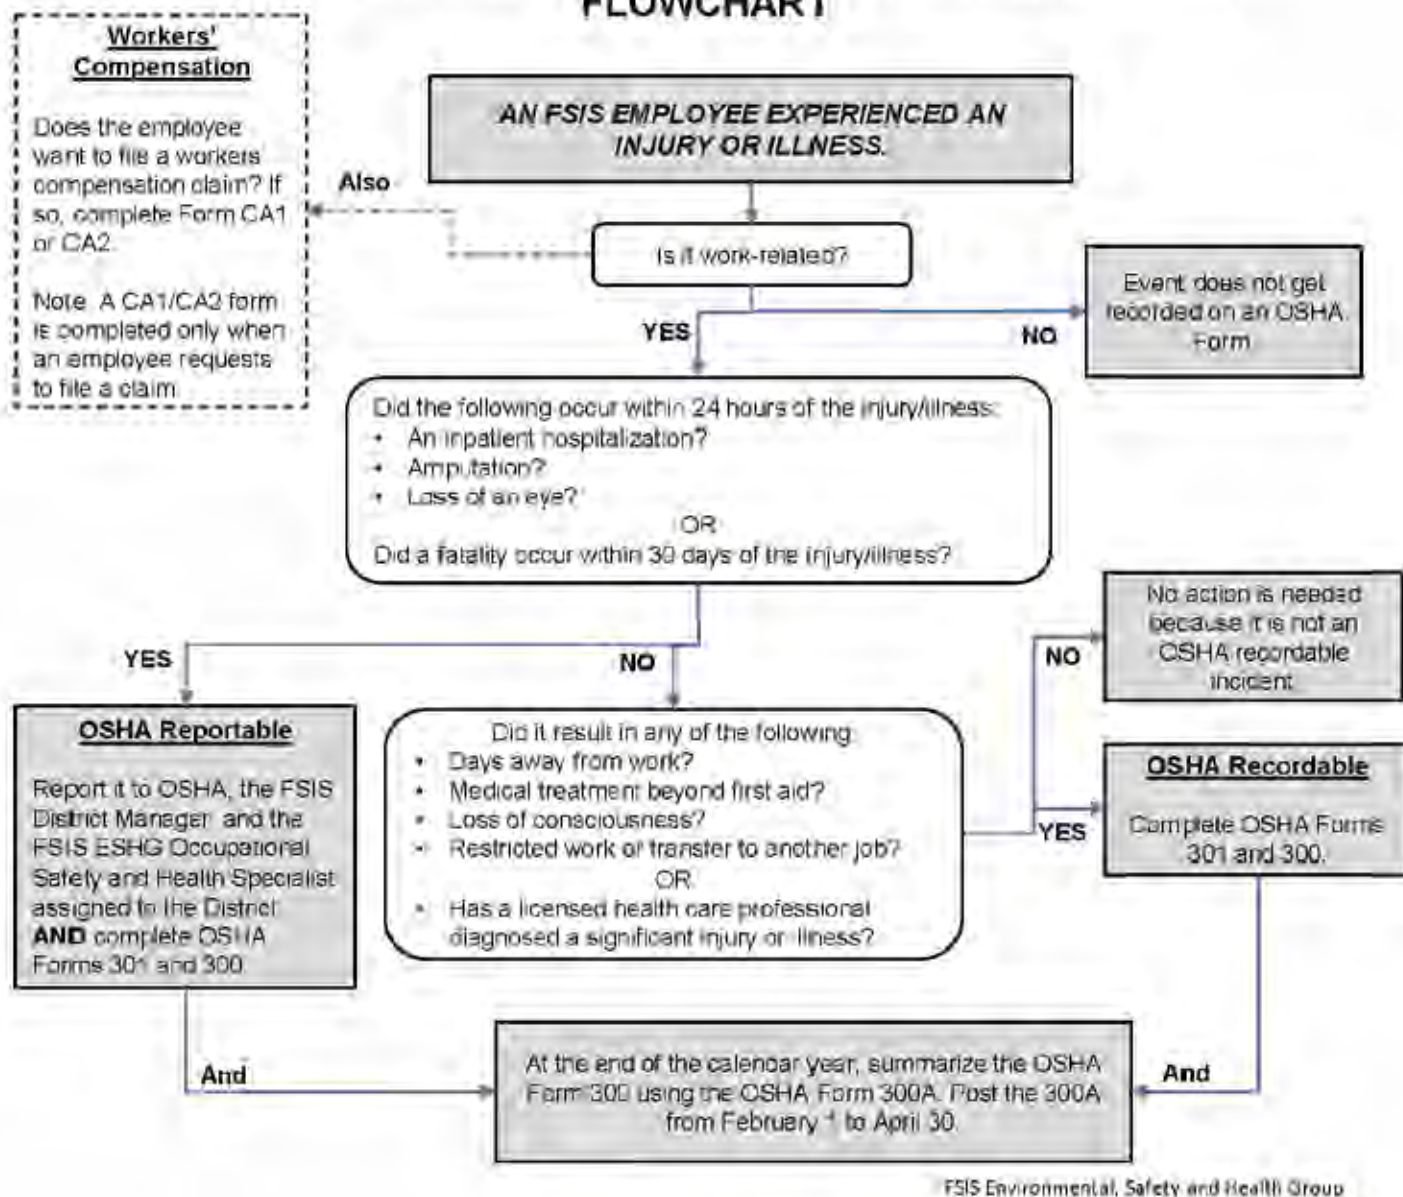 FLOWCHART
Workers'
Compensation
Does the employee
want to file a workers
compensation claim? If
so, complete Form CA1
or CA2.
Note. A CA1/CA2 form
is completed only when
an employee requests
to file a claim
Also
AN FSIS EMPLOYEE EXPERIENCED AN
INJURY OR ILLNESS.
Is it work-related?
YES
NO
Event does not get
recorded on an OSHA
Form
Did the following occur within 24 hours of the injury/illness:
• An inpatient hospitalization?
• Amputation?
• Loss of an eye?
OR
Did a fatality occur within 30 days of the injury/illness?
YES
NO
OSHA Reportable
Report it to OSHA, the FSIS
District Manager and the
FSIS ESHG Occupational
Safety and Health Specialist
assigned to the District
AND complete OSHA
Forms 301 and 300
Did it result in any of the following
• Days away from work?
• Medical treatment beyond first aid?
• Loss of consciousness?
• Restricted work or transfer to another job?
OR
• Has a licensed health care professional
diagnosed a significant injury or illness?
NO
No action is needed
because it is not an
OSHA recordable
incident
YES
OSHA Recordable
Complete OSHA Forms
301 and 300.
And
At the end of the calendar year, summarize the OSHA
Form 300 using the OSHA Form 300A. Post the 300A
from February 1 to April 30
And
FSIS Environmental, Safety and Health Group